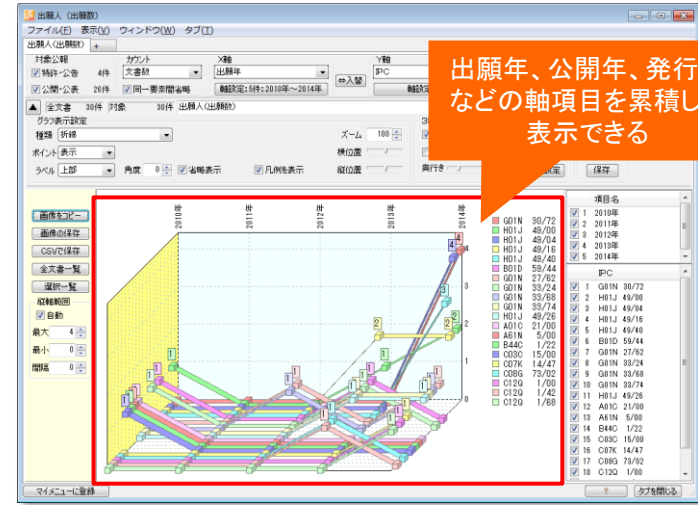 出願人（出願数）
ファイル(F) 表示(V) ウィンドウ(W) タブ(T)
出願人(出願数) +
対象公報 カウント X軸 Y軸
特許・公告 4件 文書数 出願年 ⇔入替 IPC
公開・公表 26件 同一要素間省略 軸設定:5件:2010年～2014年
▲ 全文書 30件 対象 30件 出願人(出願数)
グラフ表示設定
種類 折線 ズーム 100
ポイント 表示 横位置
ラベル 上部 角度 0 省略表示 凡例を表示 縦位置 奥行き 保存
出願年、公開年、発行
などの軸項目を累積し
表示できる
画像をコピー
画像の保存
CSVで保存
全文書一覧
選択一覧
縦軸範囲
自動
最大 4
最小 0
間隔 0
2010年 2011年 2012年 2013年 2014年
4
3
2
1
0
G01N 30/72
H01J 49/00
H01J 49/04
H01J 49/16
H01J 49/40
B01D 59/44
G01N 27/62
G01N 33/24
G01N 33/68
G01N 33/74
H01J 49/26
A01C 21/00
A61N 5/00
B44C 1/22
C03C 15/00
C07K 14/47
C08G 73/02
C12Q 1/00
C12Q 1/42
C12Q 1/68
項目名
1 2010年
2 2011年
3 2012年
4 2013年
5 2014年
IPC
1 G01N 30/72
2 H01J 49/00
3 H01J 49/04
4 H01J 49/16
5 H01J 49/40
6 B01D 59/44
7 G01N 27/62
8 G01N 33/24
9 G01N 33/68
10 G01N 33/74
11 H01J 49/26
12 A01C 21/00
13 A61N 5/00
14 B44C 1/22
15 C03C 15/00
16 C07K 14/47
17 C08G 73/02
18 C12Q 1/00
マイメニューに登録 ? タブを閉じる